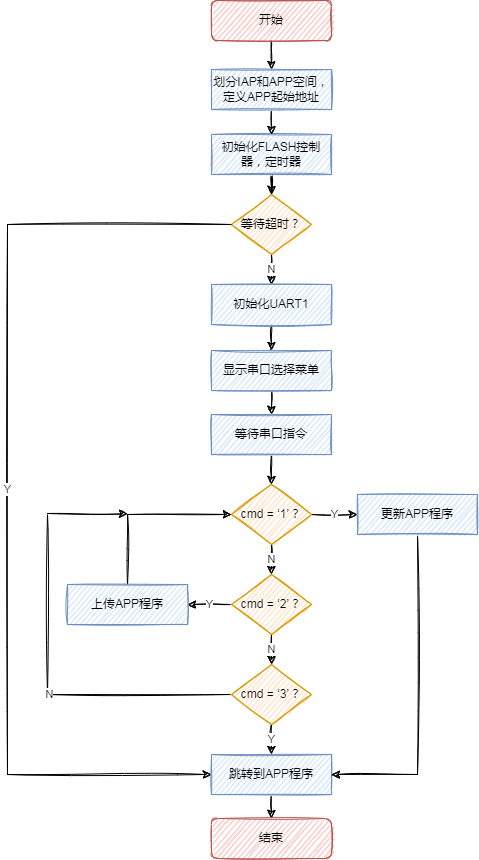 开始
划分IAP和APP空间，
定义APP起始地址
初始化FLASH控制
器，定时器
等待超时？
N
初始化UART1
显示串口选择菜单
等待串口指令
Y
cmd = ‘1’ ?
Y
更新APP程序
N
上传APP程序
Y
cmd = ‘2’ ?
N
N
cmd = ‘3’ ?
Y
跳转到APP程序
结束